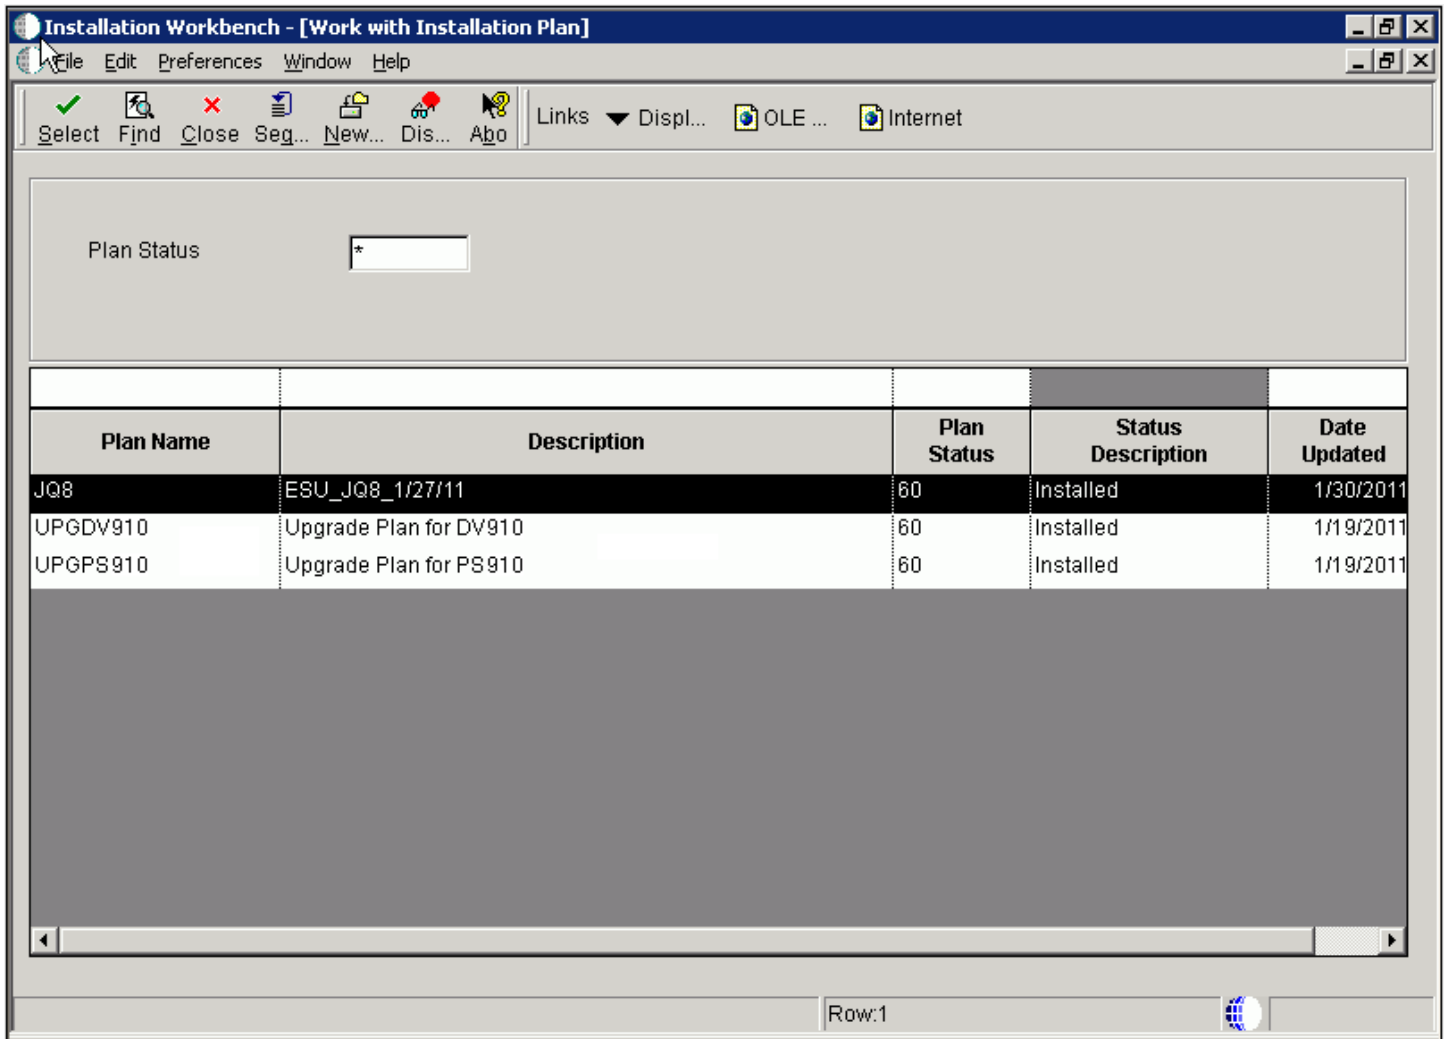 Installation Workbench - [Work with Installation Plan]
File Edit Preferences Window Help
Select Find Close Seq... New... Dis... Abo Links Displ... OLE ... Internet
Plan Status *
Plan Name Description Plan Status Status Description Date Updated
JQ8 ESU_JQ8_1/27/11 60 Installed 1/30/2011
UPGDV910 Upgrade Plan for DV910 60 Installed 1/19/2011
UPGPS910 Upgrade Plan for PS910 60 Installed 1/19/2011
Row:1